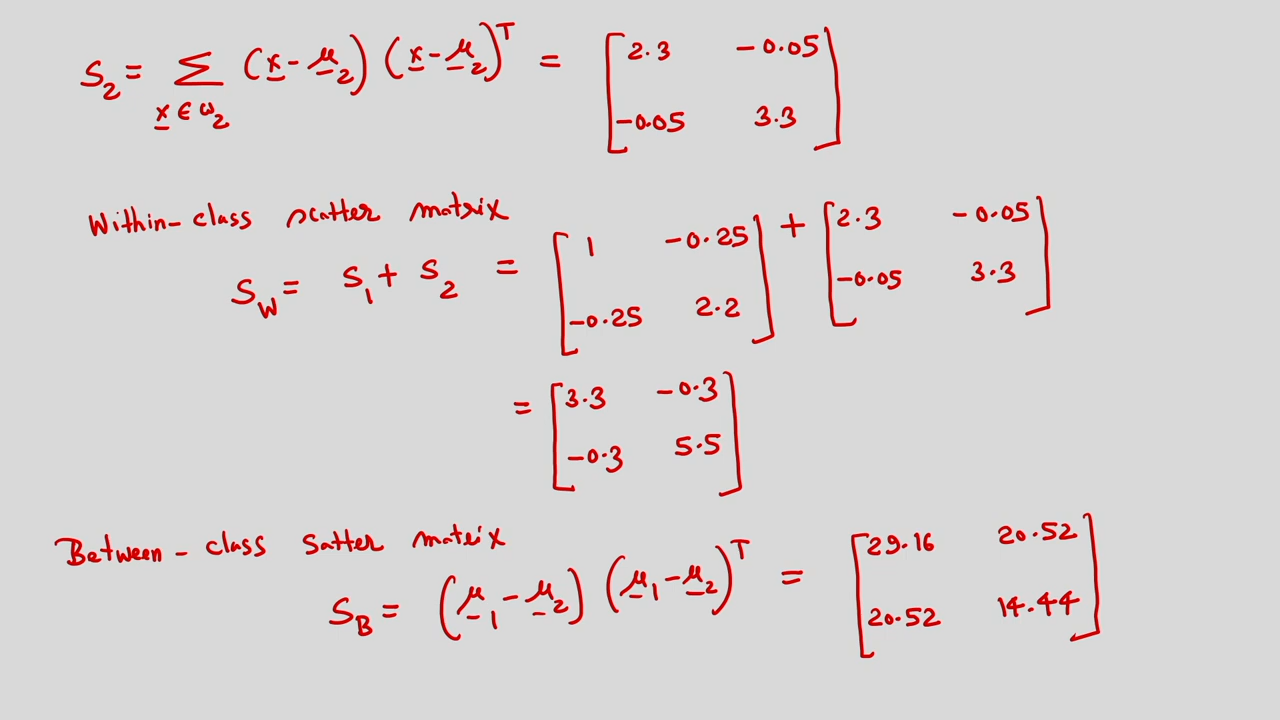 S₂ = Σ_{x ∈ ω₂} (x - μ₂) (x - μ₂)ᵀ = [2.3 -0.05; -0.05 3.3]
Within-class scatter matrix
S_W = S₁ + S₂ = [1 -0.25; -0.25 2.2] + [2.3 -0.05; -0.05 3.3]
= [3.3 -0.3; -0.3 5.5]
Between-class satter matrix
S_B = (μ₁ - μ₂) (μ₁ - μ₂)ᵀ = [29.16 20.52; 20.52 14.44]